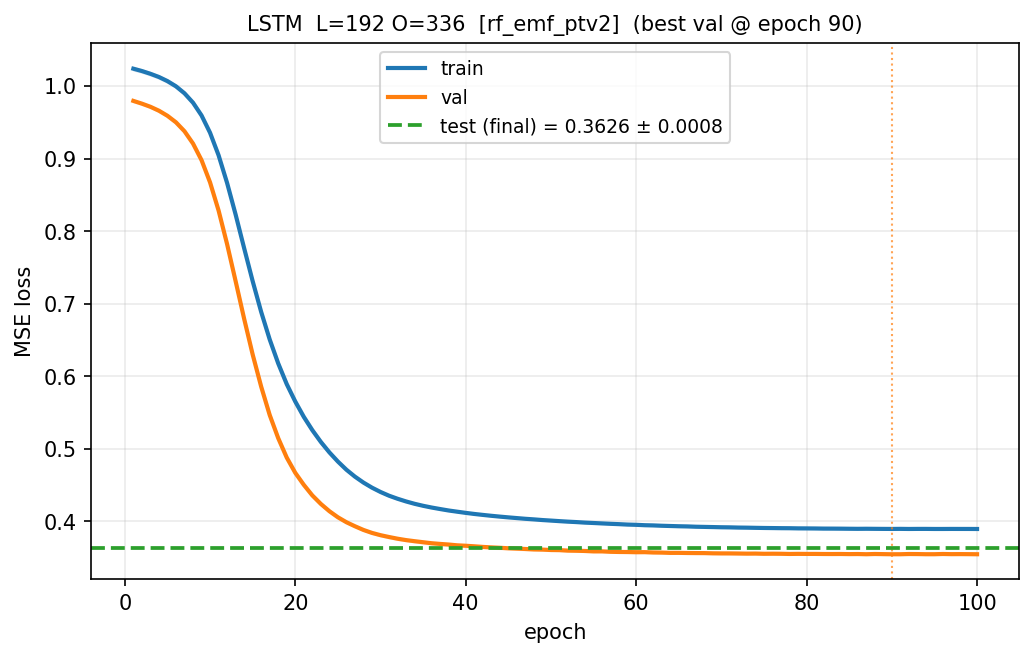 LSTM L=192 O=336 [rf_emf_ptv2] (best val @ epoch 90)
train
val
test (final) = 0.3626 ± 0.0008
MSE loss
1.0
0.9
0.8
0.7
0.6
0.5
0.4
0 20 40 60 80 100
epoch